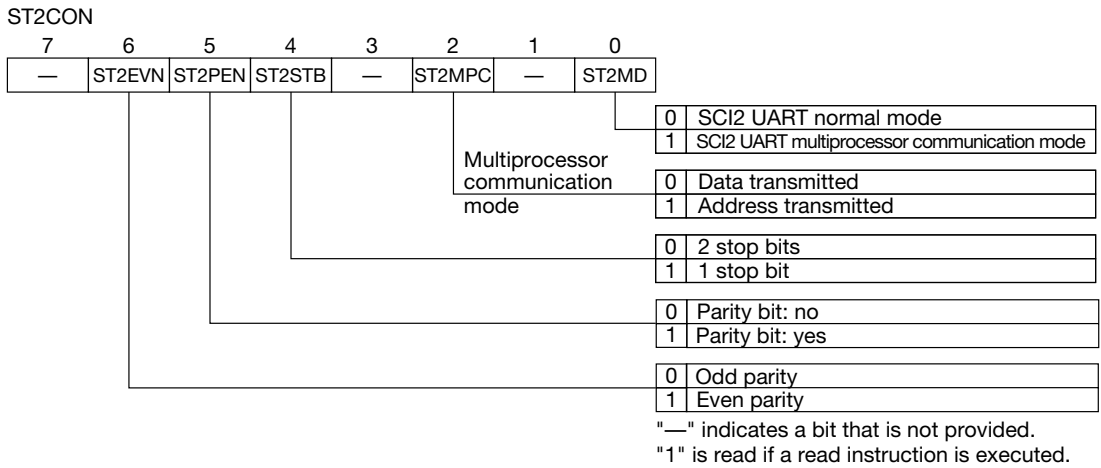 ST2CON
7 6 5 4 3 2 1 0
— ST2EVN ST2PEN ST2STB — ST2MPC — ST2MD
0 SCI2 UART normal mode
1 SCI2 UART multiprocessor communication mode
Multiprocessor
communication
mode
0 Data transmitted
1 Address transmitted
0 2 stop bits
1 1 stop bit
0 Parity bit: no
1 Parity bit: yes
0 Odd parity
1 Even parity
"—" indicates a bit that is not provided.
"1" is read if a read instruction is executed.